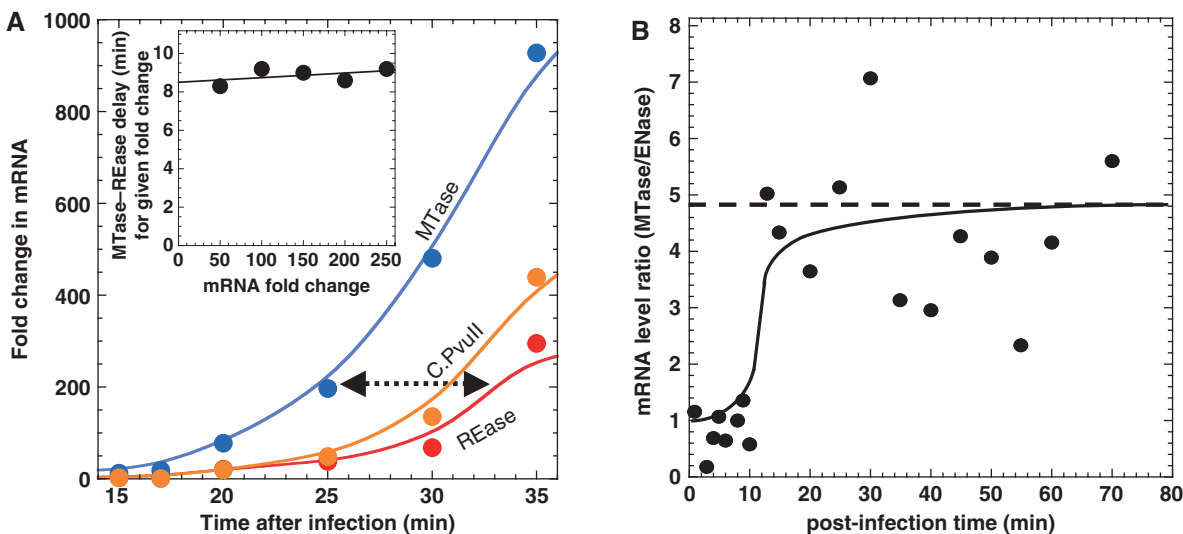 A
1000
800
600
400
200
0
Fold change in mRNA
15
20
25
30
35
Time after infection (min)
MTase
C.PvuII
REase
MTase–REase delay (min)
for given fold change
10
8
6
4
2
0
0 50 100 150 200 250
mRNA fold change
B
8
7
6
5
4
3
2
1
0
mRNA level ratio (MTase/ENase)
0 10 20 30 40 50 60 70 80
post-infection time (min)